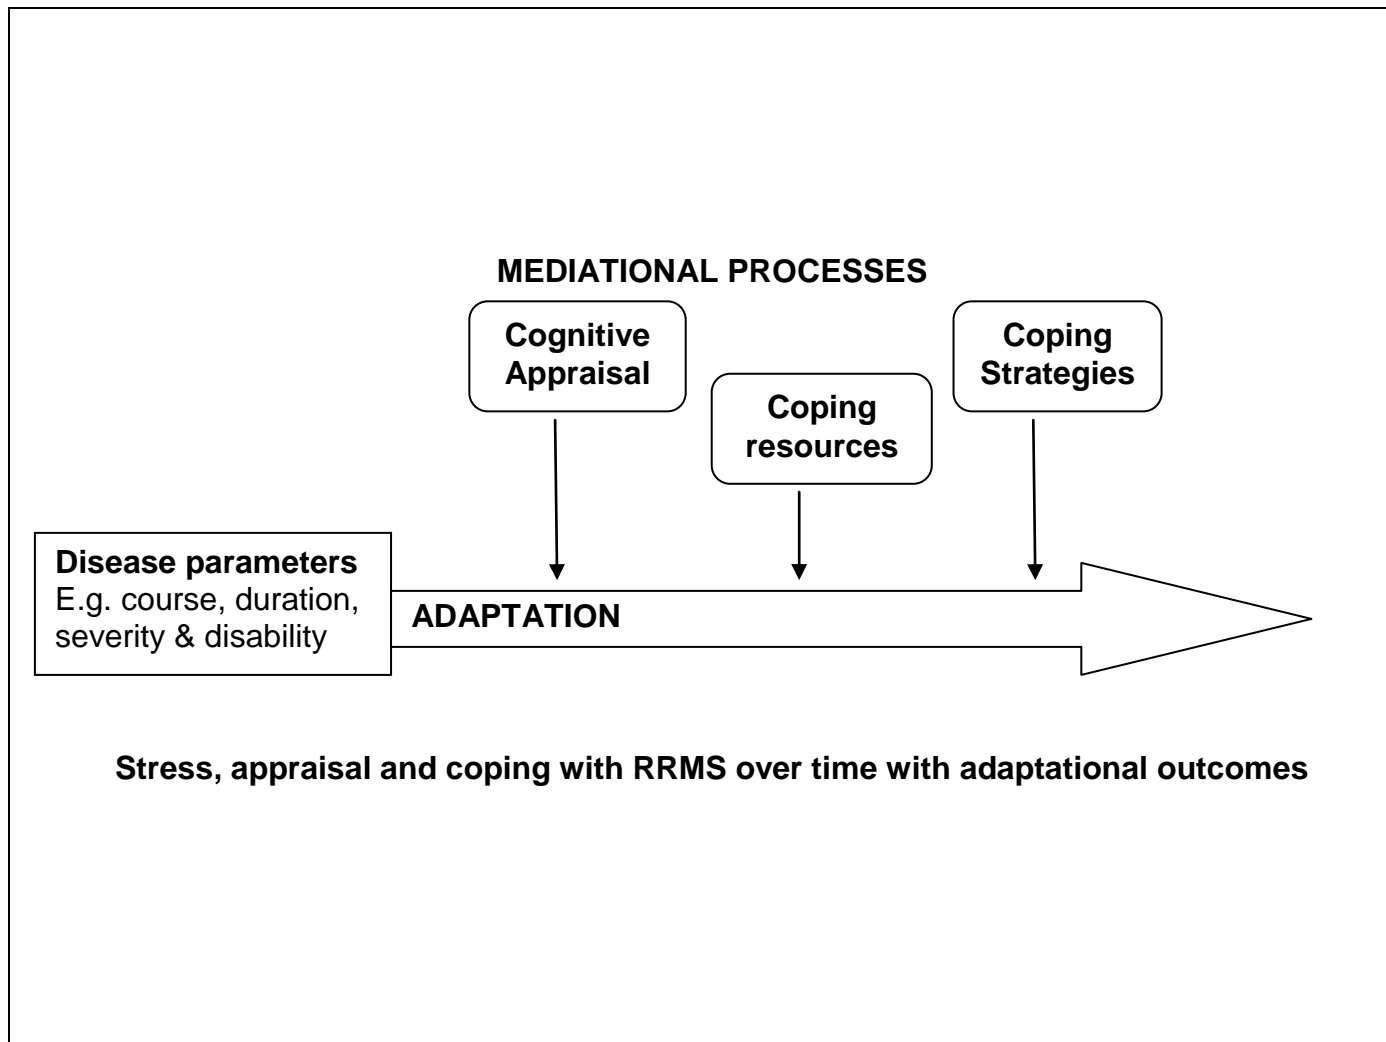 MEDIATIONAL PROCESSES
Cognitive
Appraisal
Coping
resources
Coping
Strategies
Disease parameters
E.g. course, duration,
severity & disability
ADAPTATION
Stress, appraisal and coping with RRMS over time with adaptational outcomes